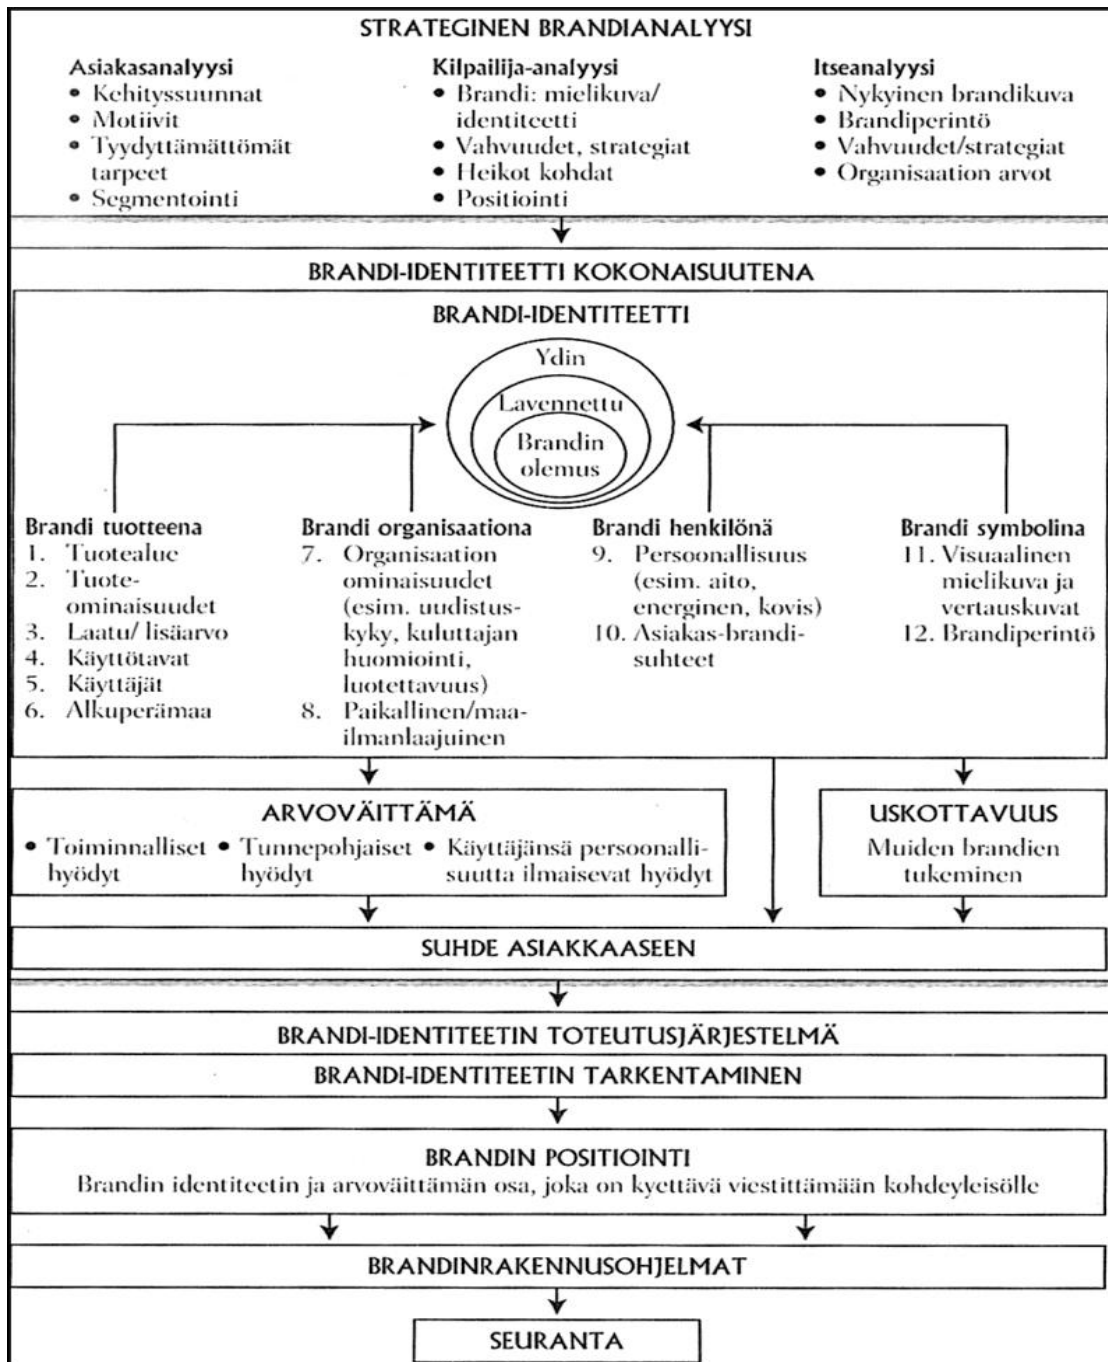 STRATEGINEN BRANDIANALYYSI
Asiakasanalyysi
• Kehityssuunnat
• Motiivit
• Tyydyttämättömät
tarpeet
• Segmentointi
Kilpailija-analyysi
• Brandi: mielikuva/
identiteetti
• Vahvuudet, strategiat
• Heikot kohdat
• Positiointi
Itseanalyysi
• Nykyinen brandikuva
• Brandiperintö
• Vahvuudet/strategiat
• Organisaation arvot
BRANDI-IDENTITEETTI KOKONAISUUTENA
BRANDI-IDENTITEETTI
Ydin
Lavennettu
Brandin
olemus
Brandi tuotteena
1. Tuotealue
2. Tuote-
ominaisuudet
3. Laatu/ lisäarvo
4. Käyttötavat
5. Käyttäjät
6. Alkuperämaa
Brandi organisaationa
7. Organisaation
ominaisuudet
(esim. uudistus-
kyky, kuluttajan
huomiointi,
luotettavuus)
8. Paikallinen/maa-
ilmanlaajuinen
Brandi henkilönä
9. Persoonallisuus
(esim. aito,
energinen, kovis)
10. Asiakas-brandi-
suhteet
Brandi symbolina
11. Visuaalinen
mielikuva ja
vertauskuvat
12. Brandiperintö
ARVOVÄITTÄMÄ
• Toiminnalliset
hyödyt
• Tunnepohjaiset
hyödyt
• Käyttäjänsä persoonalli-
suutta ilmaisevat hyödyt
USKOTTAVUUS
Muiden brandien
tukeminen
SUHDE ASIAKKAASEEN
BRANDI-IDENTITEETIN TOTEUTUSJÄRJESTELMÄ
BRANDI-IDENTITEETIN TARKENTAMINEN
BRANDIN POSITIOINTI
Brandin identiteetin ja arvoväittämän osa, joka on kyettävä viestittämään kohdeyleisölle
BRANDINRAKENNUSOHJELMAT
SEURANTA